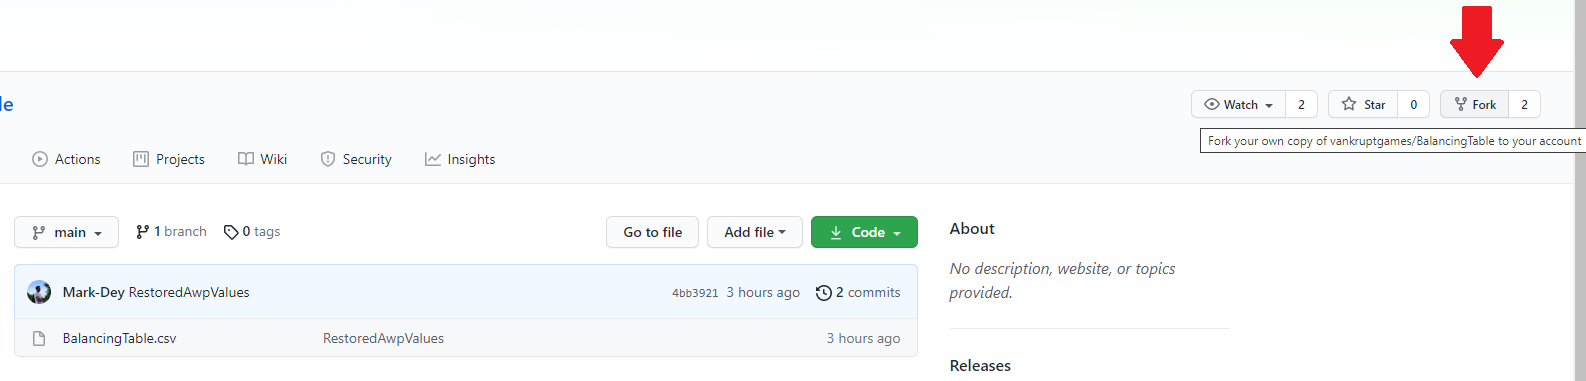 le
Watch 2
Star 0
Fork 2
Fork your own copy of vankruptgames/BalancingTable to your account
Actions
Projects
Wiki
Security
Insights
main
1 branch
0 tags
Go to file
Add file
Code
Mark-Dey RestoredAwpValues 4bb3921 3 hours ago 2 commits
BalancingTable.csv RestoredAwpValues 3 hours ago
About
No description, website, or topics
provided.
Releases